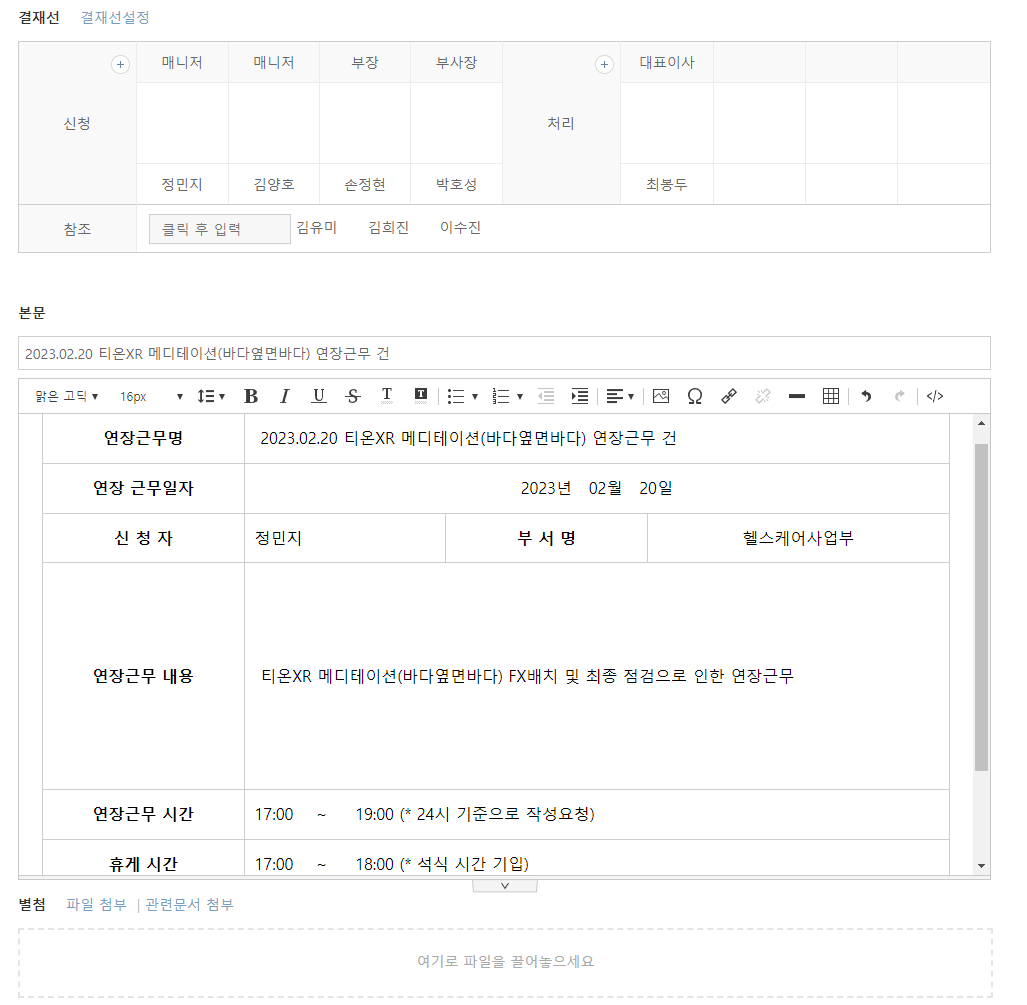 결재선 결재선설정
매니저 매니저 부장 부사장 대표이사
신청 처리
정민지 김양호 손정현 박호성 최봉두
참조 클릭 후 입력 김유미 김희진 이수진
본문
2023.02.20 티온XR 메디테이션(바다옆면바다) 연장근무 건
맑은 고딕 16px
연장근무명 2023.02.20 티온XR 메디테이션(바다옆면바다) 연장근무 건
연장 근무일자 2023년 02월 20일
신 청 자 정민지 부 서 명 헬스케어사업부
연장근무 내용 티온XR 메디테이션(바다옆면바다) FX배치 및 최종 점검으로 인한 연장근무
연장근무 시간 17:00 ~ 19:00 (* 24시 기준으로 작성요청)
휴게 시간 17:00 ~ 18:00 (* 석식 시간 기입)
별첨 파일 첨부 | 관련문서 첨부
여기로 파일을 끌어놓으세요